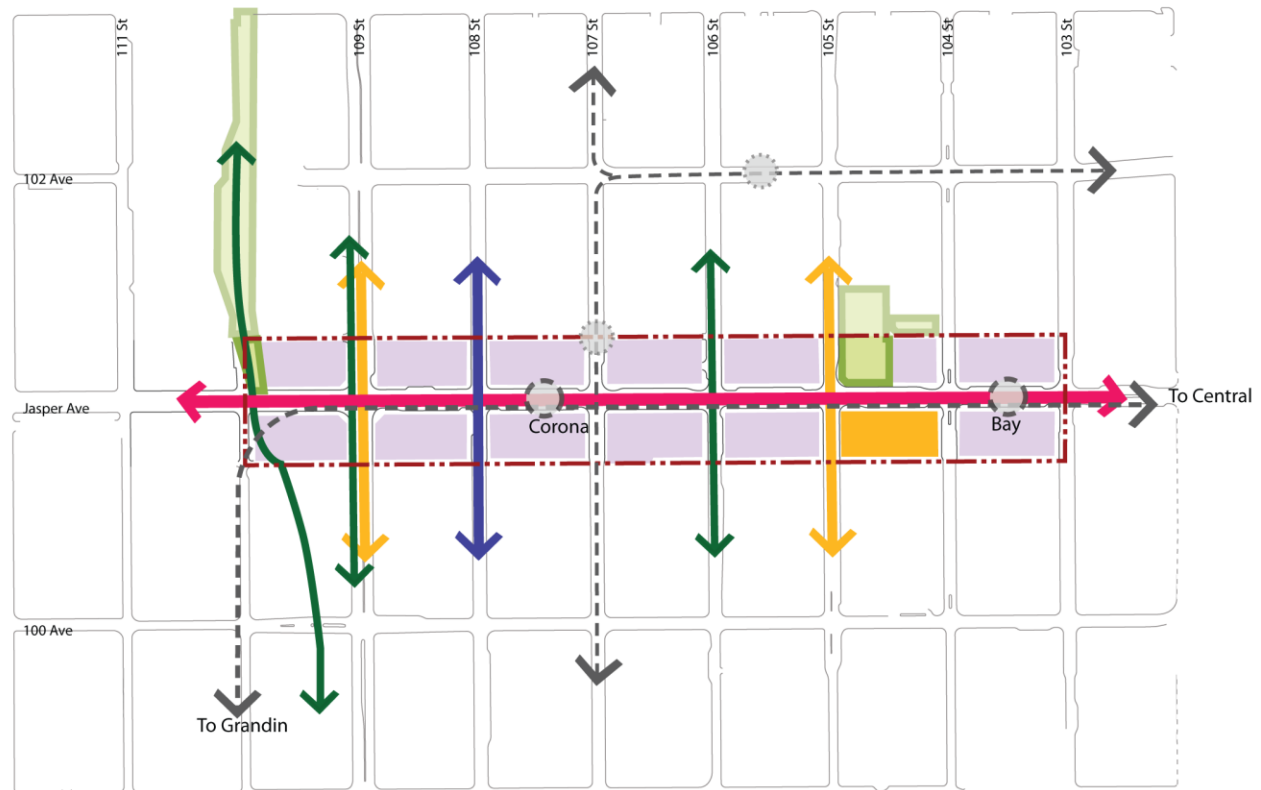 111 St
109 St
108 St
107 St
106 St
105 St
104 St
103 St
102 Ave
Jasper Ave
To Central
Corona
Bay
100 Ave
To Grandin